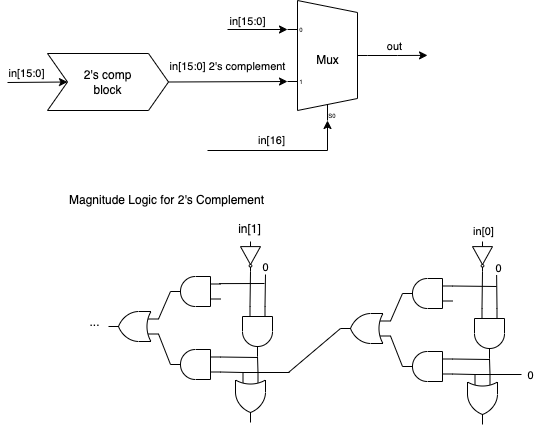 in[15:0]
0
out
Mux
in[15:0]
2's comp
block
in[15:0] 2's complement
1
S0
in[16]
Magnitude Logic for 2's Complement
in[1]
in[0]
0
0
...
0